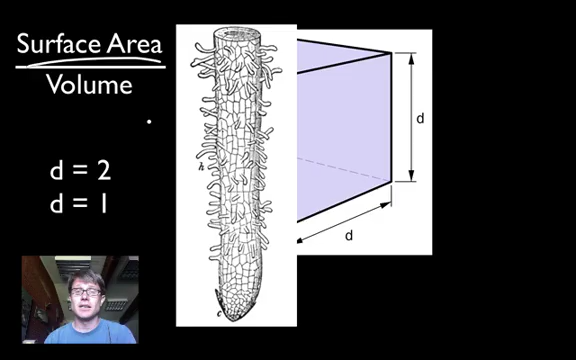 Surface Area
Volume
d = 2
d = 1
h
c
d
d